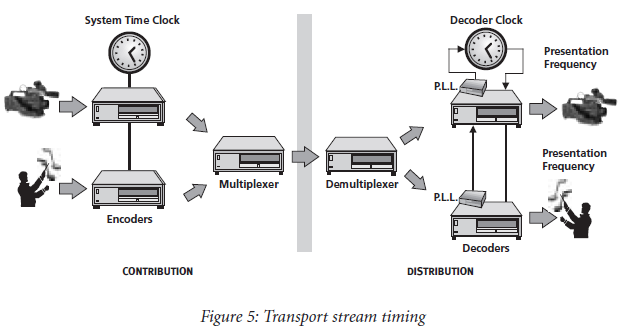 System Time Clock
Decoder Clock
Presentation
Frequency
P.L.L.
Multiplexer
Demultiplexer
Presentation
Frequency
P.L.L.
Encoders
Decoders
CONTRIBUTION
DISTRIBUTION
Figure 5: Transport stream timing